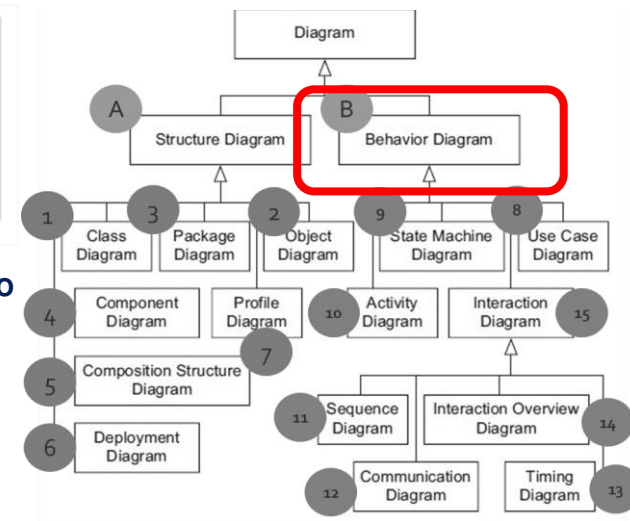 Diagram
A
B
Structure Diagram
Behavior Diagram
1
3
2
9
8
Class
Diagram
Package
Diagram
Object
Diagram
State Machine
Diagram
Use Case
Diagram
o
4
Component
Diagram
Profile
Diagram
7
10
Activity
Diagram
Interaction
Diagram
15
5
Composition Structure
Diagram
6
Deployment
Diagram
11
Sequence
Diagram
Interaction Overview
Diagram
14
12
Communication
Diagram
Timing
Diagram
13